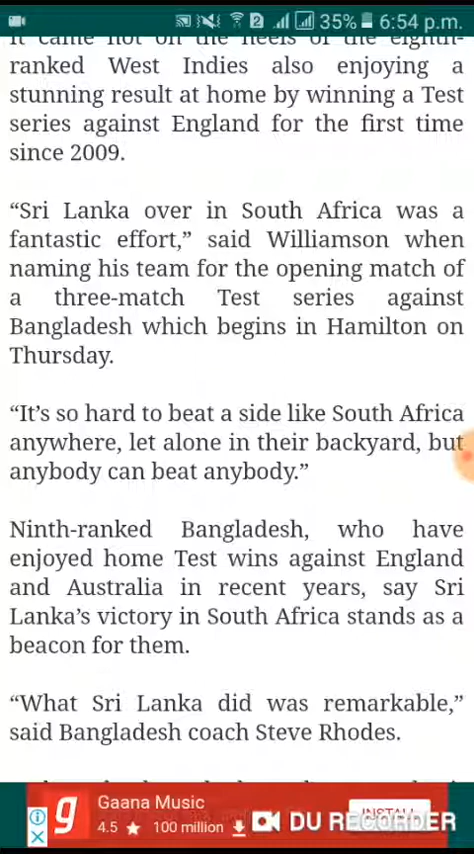 35% 6:54 p.m.
It came hot on the heels of the eighth-
ranked West Indies also enjoying a
stunning result at home by winning a Test
series against England for the first time
since 2009.
“Sri Lanka over in South Africa was a
fantastic effort,” said Williamson when
naming his team for the opening match of
a three-match Test series against
Bangladesh which begins in Hamilton on
Thursday.
“It’s so hard to beat a side like South Africa
anywhere, let alone in their backyard, but
anybody can beat anybody.”
Ninth-ranked Bangladesh, who have
enjoyed home Test wins against England
and Australia in recent years, say Sri
Lanka’s victory in South Africa stands as a
beacon for them.
“What Sri Lanka did was remarkable,”
said Bangladesh coach Steve Rhodes.
Gaana Music
4.5 ★ 100 million
INSTALL
DU RECORDER